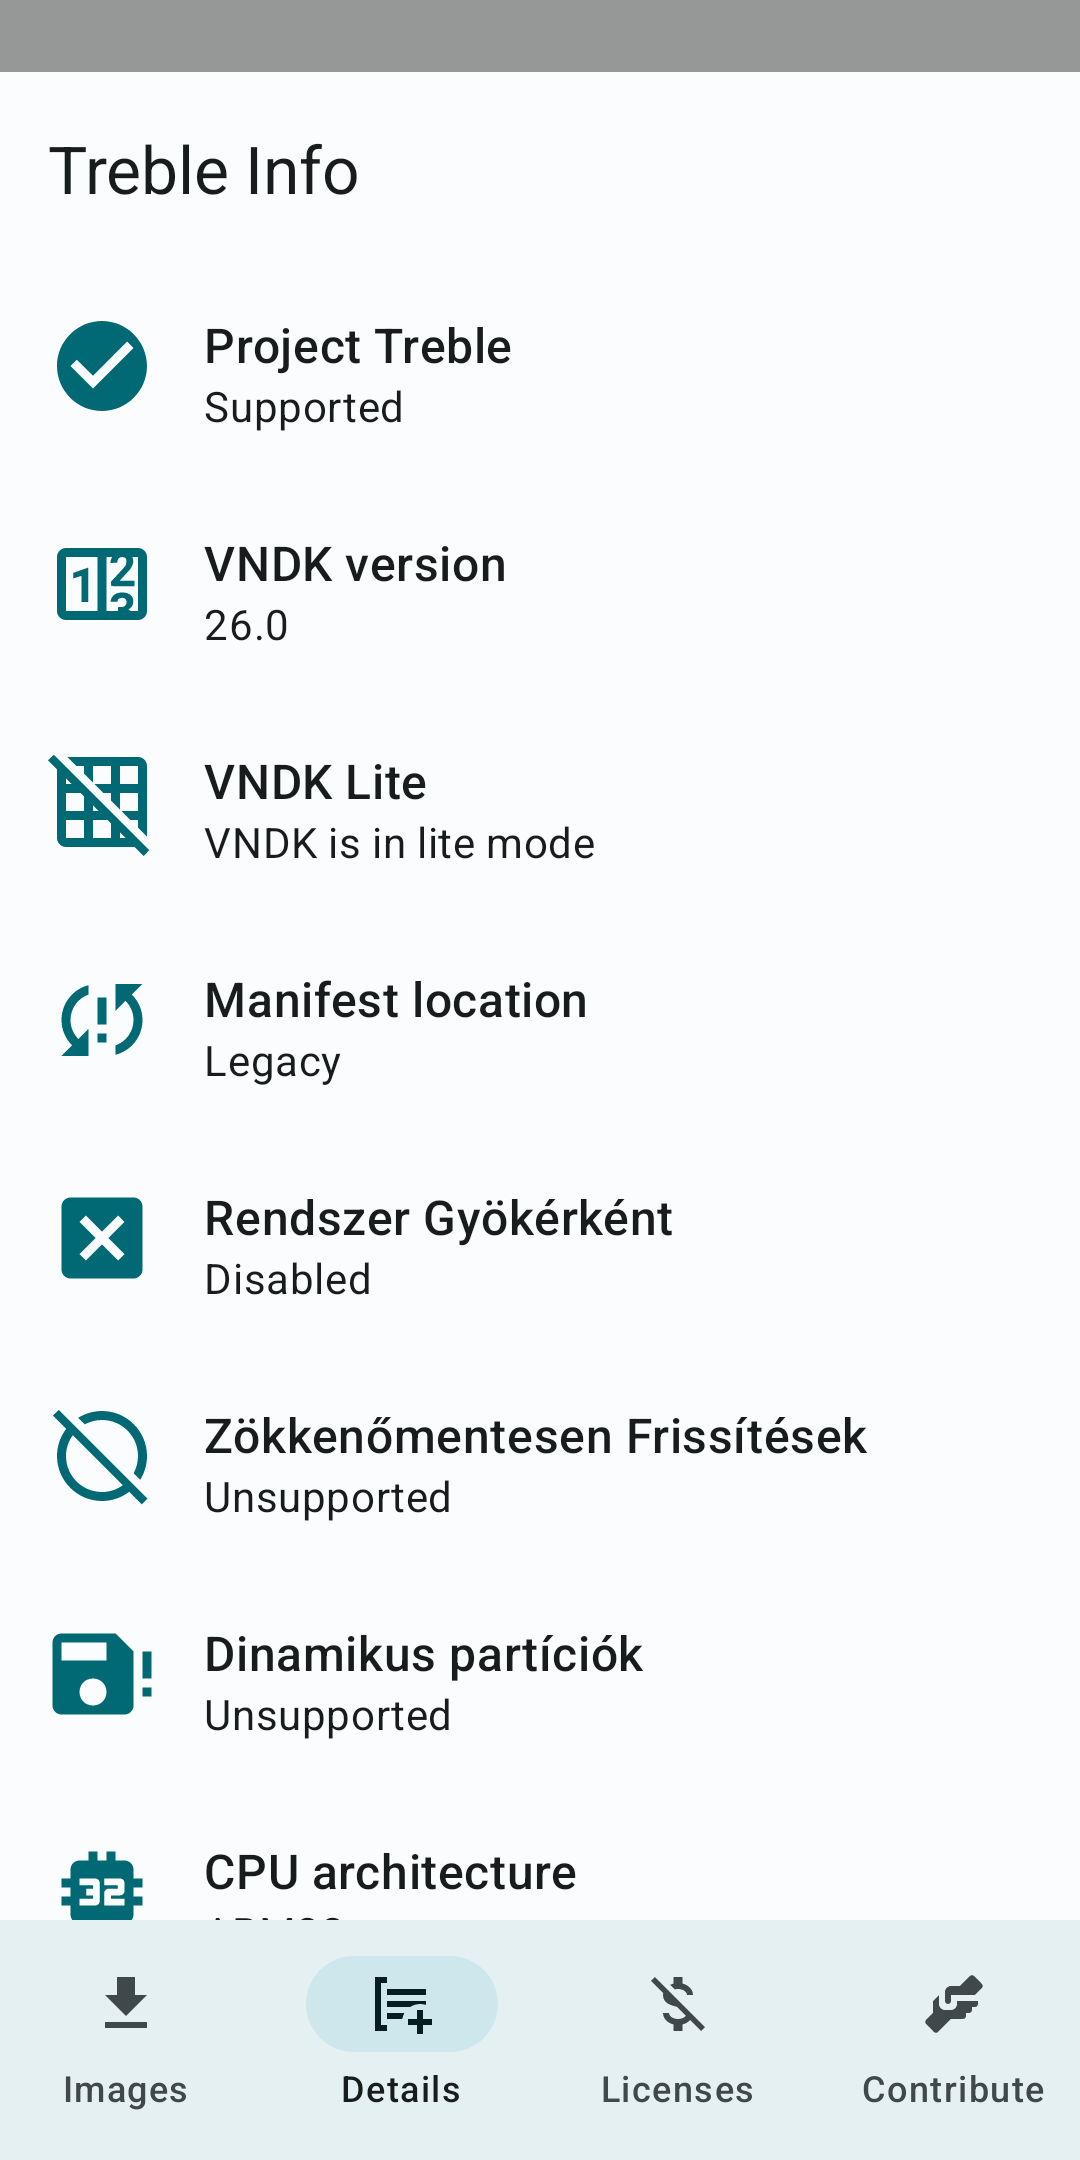 Treble Info
Project Treble
Supported
VNDK version
26.0
VNDK Lite
VNDK is in lite mode
Manifest location
Legacy
Rendszer Gyökérként
Disabled
Zökkenőmentesen Frissítések
Unsupported
Dinamikus partíciók
Unsupported
CPU architecture
32
Images
Details
Licenses
Contribute